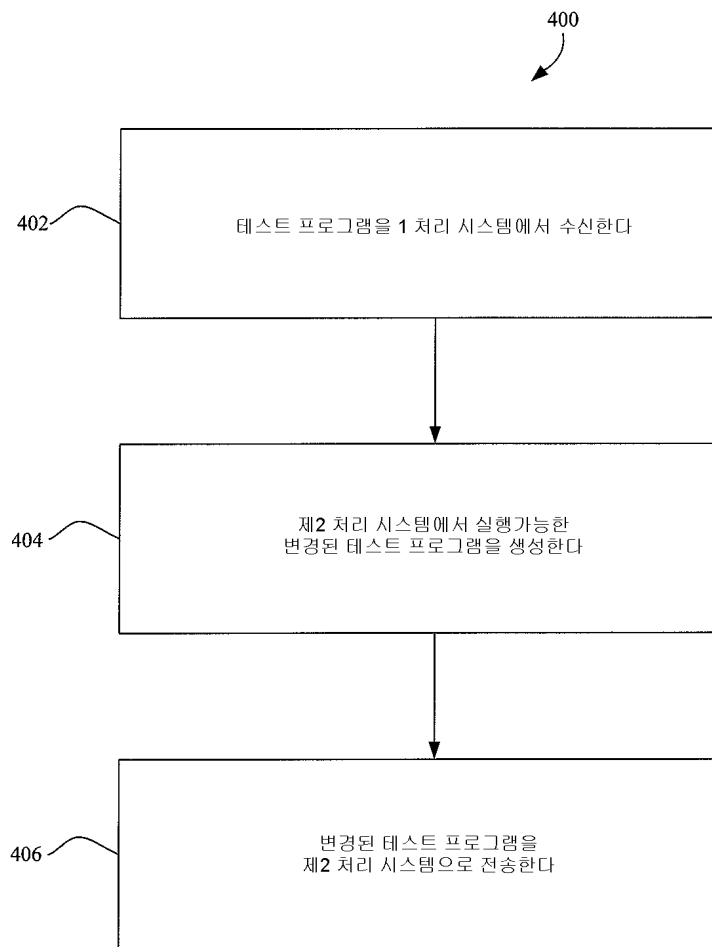 400
402
테스트 프로그램을 1 처리 시스템에서 수신한다
404
제2 처리 시스템에서 실행가능한
변경된 테스트 프로그램을 생성한다
406
변경된 테스트 프로그램을
제2 처리 시스템으로 전송한다